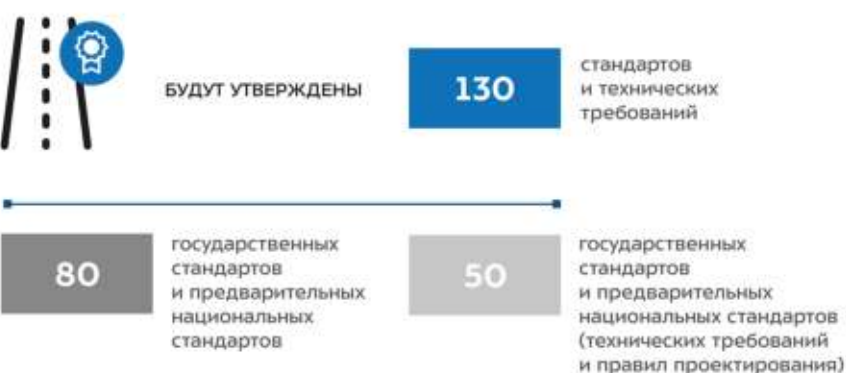 БУДУТ УТВЕРЖДЕНЫ
130
стандартов
и технических
требований
80
государственных
стандартов
и предварительных
национальных
стандартов
50
государственных
стандартов
и предварительных
национальных стандартов
(технических требований
и правил проектирования)